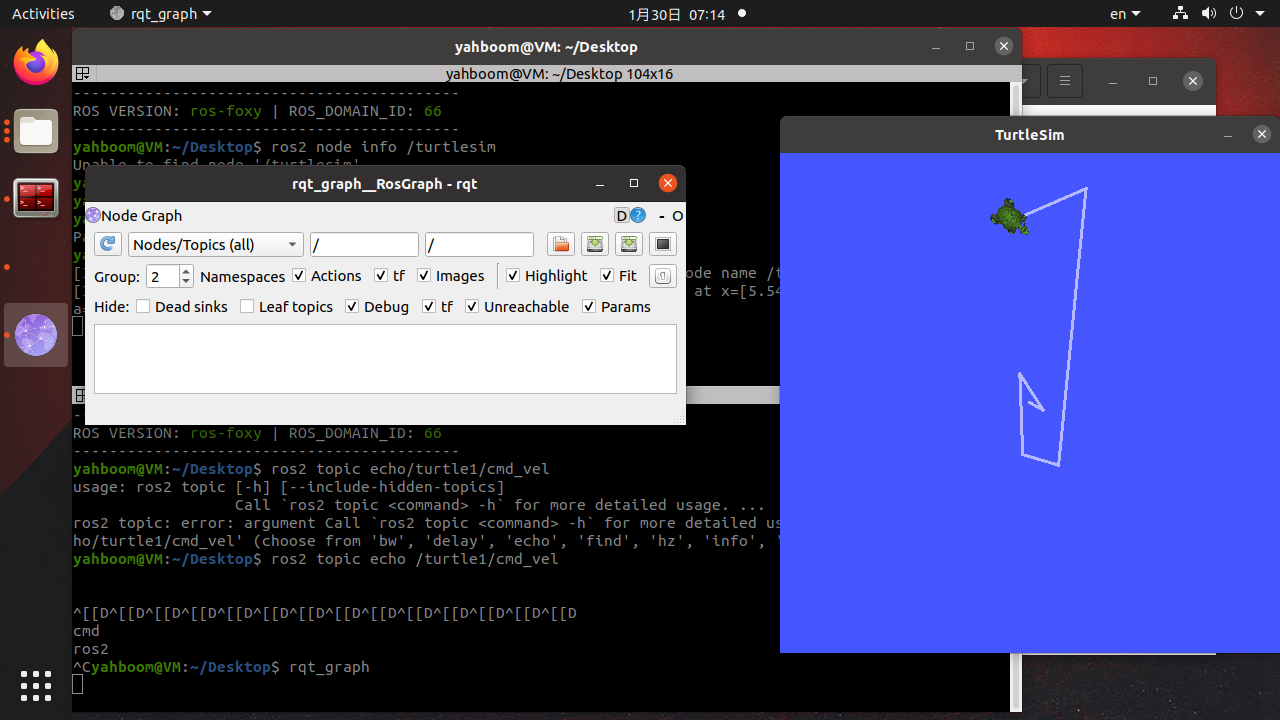 Activities
rqt_graph
1月30日 07:14
en
yahboom@VM: ~/Desktop
yahboom@VM: ~/Desktop 104x16
--------------------------------------------
ROS VERSION: ros-foxy | ROS_DOMAIN_ID: 66
--------------------------------------------
yahboom@VM:~/Desktop$ ros2 node info /turtlesim
Unable to find node '/turtlesim'
ode name /t
at x=[5.54
TurtleSim
rqt_graph__RosGraph - rqt
Node Graph
D
?
- O
Nodes/Topics (all)
/
/
Group: 2 Namespaces Actions tf Images Highlight Fit
Hide: Dead sinks Leaf topics Debug tf Unreachable Params
ROS VERSION: ros-foxy | ROS_DOMAIN_ID: 66
--------------------------------------------
yahboom@VM:~/Desktop$ ros2 topic echo/turtle1/cmd_vel
usage: ros2 topic [-h] [--include-hidden-topics]
Call `ros2 topic <command> -h` for more detailed usage. ...
ros2 topic: error: argument Call `ros2 topic <command> -h` for more detailed us
ho/turtle1/cmd_vel' (choose from 'bw', 'delay', 'echo', 'find', 'hz', 'info', '
yahboom@VM:~/Desktop$ ros2 topic echo /turtle1/cmd_vel
^[[D^[[D^[[D^[[D^[[D^[[D^[[D^[[D^[[D^[[D^[[D^[[D^[[D^[[D
cmd
ros2
^Cyahboom@VM:~/Desktop$ rqt_graph